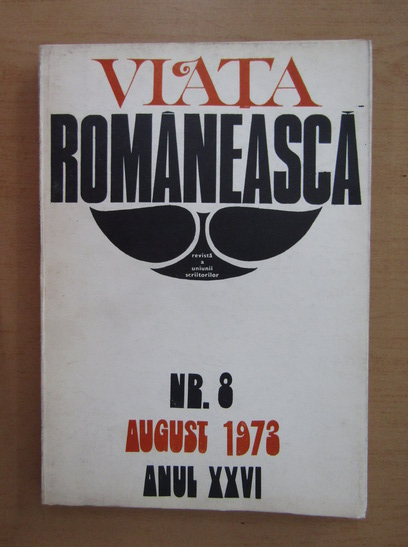 VIAȚA
ROMÂNEASCĂ
revistă
a
uniunii
scriitorilor
NR. 8
AUGUST 1973
ANUL XXVI